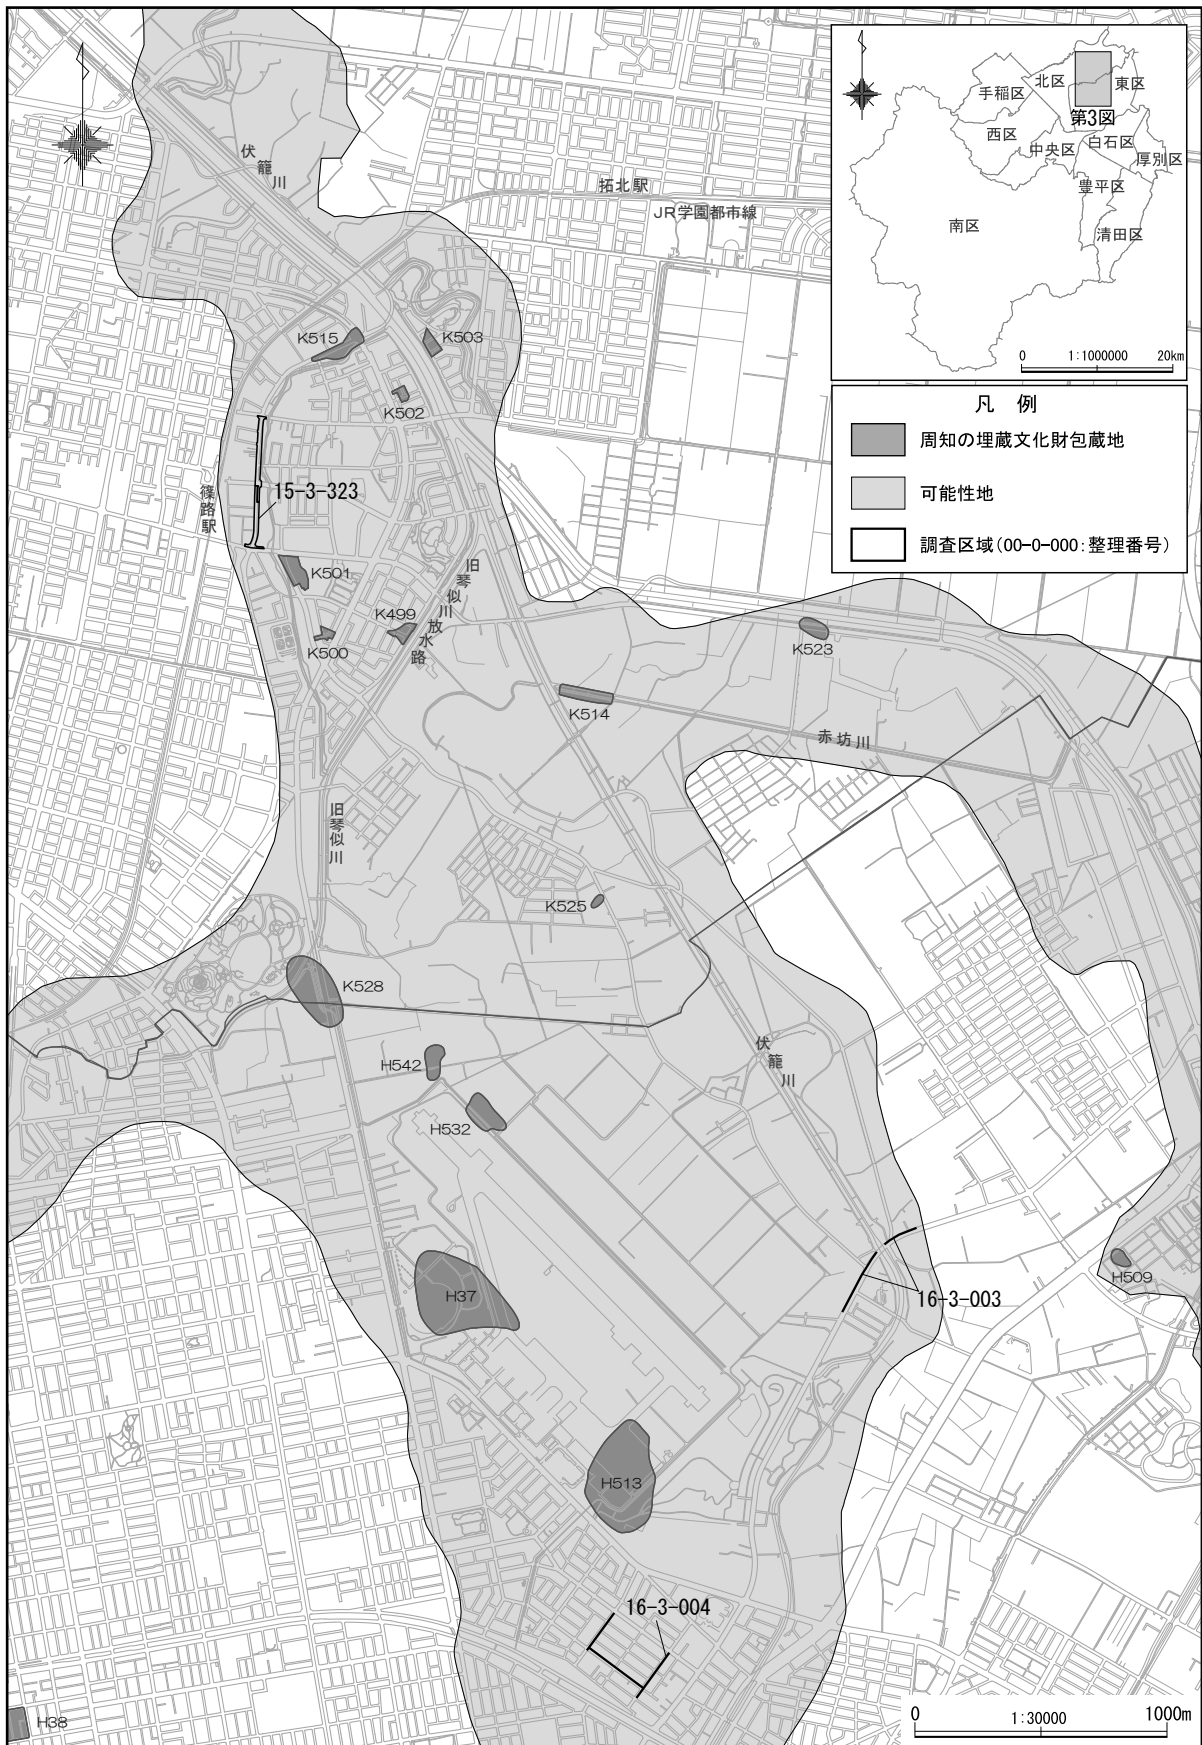 手稲区
北区
東区
第3図
西区
中央区
白石区
厚別区
豊平区
清田区
南区
0 1:1000000 20km
凡 例
周知の埋蔵文化財包蔵地
可能性地
調査区域(00-0-000:整理番号)
伏籠川
拓北駅
JR学園都市線
K515
K503
K502
15-3-323
篠路駅
K501
旧琴似川放水路
K499
K500
K523
K514
赤坊川
旧琴似川
K525
K528
伏籠川
H542
H532
H509
H37
16-3-003
H513
16-3-004
H38
0 1:30000 1000m